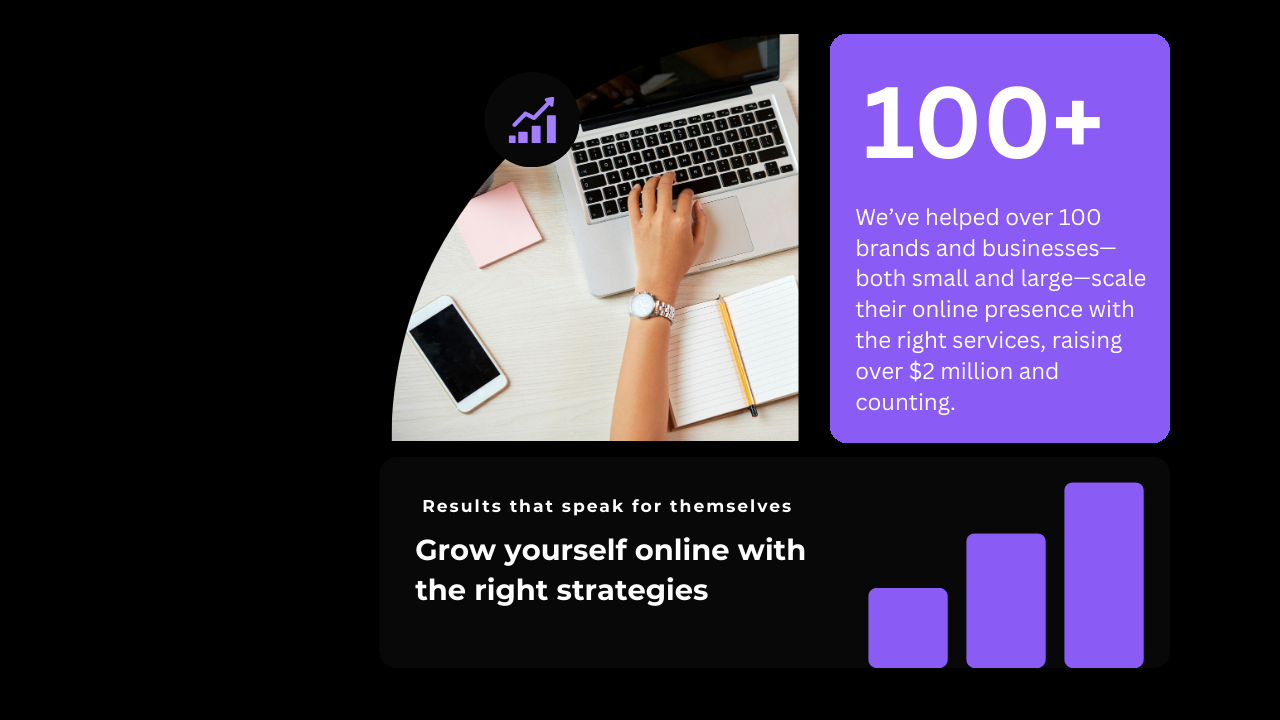 100+
We’ve helped over 100
brands and businesses—
both small and large—scale
their online presence with
the right services, raising
over $2 million and
counting.
Results that speak for themselves
Grow yourself online with
the right strategies